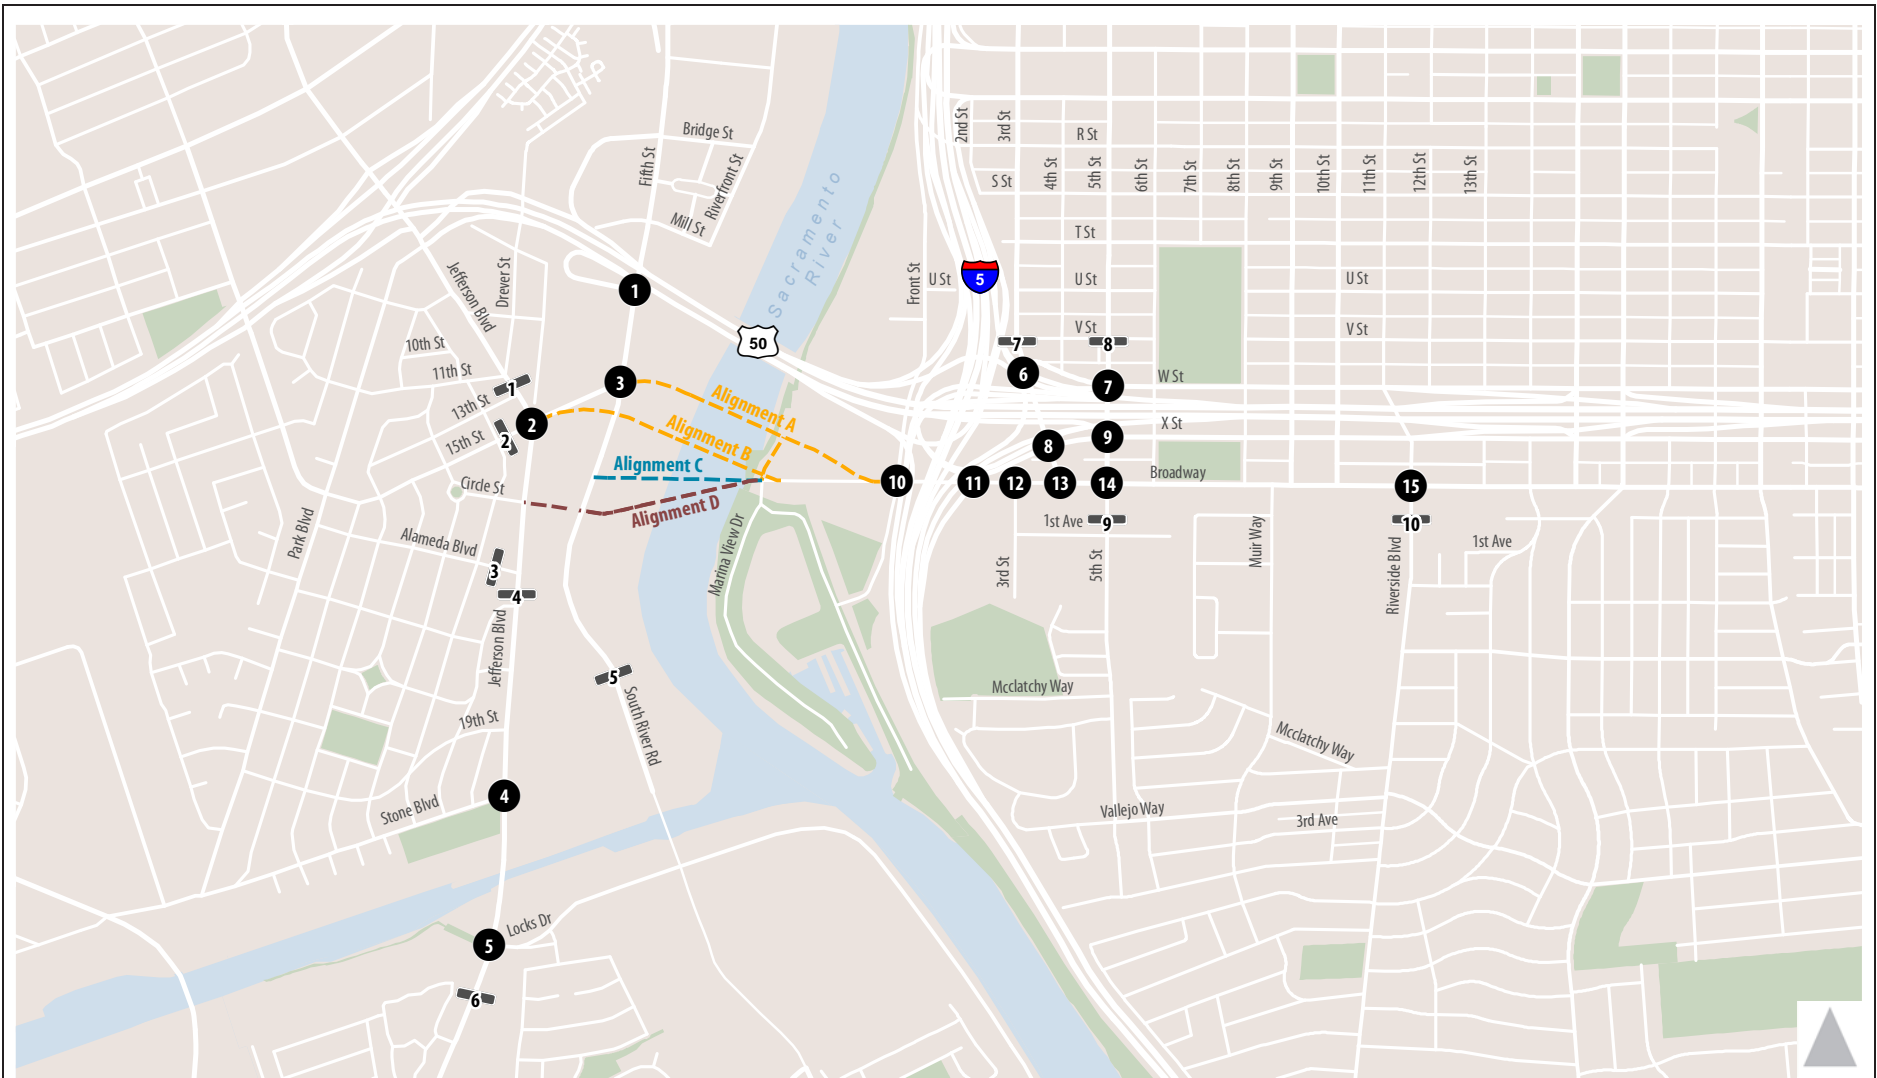 Bridge St
Fifth St
Riverfront St
Mill St
Sacramento
River
2nd St
3rd St
R St
S St
4th St
5th St
6th St
7th St
8th St
9th St
10th St
11th St
12th St
13th St
T St
Front St
U St
5
U St
U St
V St
V St
Jefferson Blvd
Drever St
1
50
10th St
11th St
13th St
15th St
1
2
2
3
7
8
6
7
W St
X St
8
9
Alignment A
Alignment B
Alignment C
Alignment D
Broadway
10
11
12
13
14
15
Circle St
Park Blvd
Alameda Blvd
3
4
1st Ave
9
10
1st Ave
Marina View Dr
3rd St
5th St
Muir Way
Riverside Blvd
Jefferson Blvd
5
South River Rd
19th St
Mcclatchy Way
Mcclatchy Way
4
Stone Blvd
Vallejo Way
3rd Ave
5
Locks Dr
6